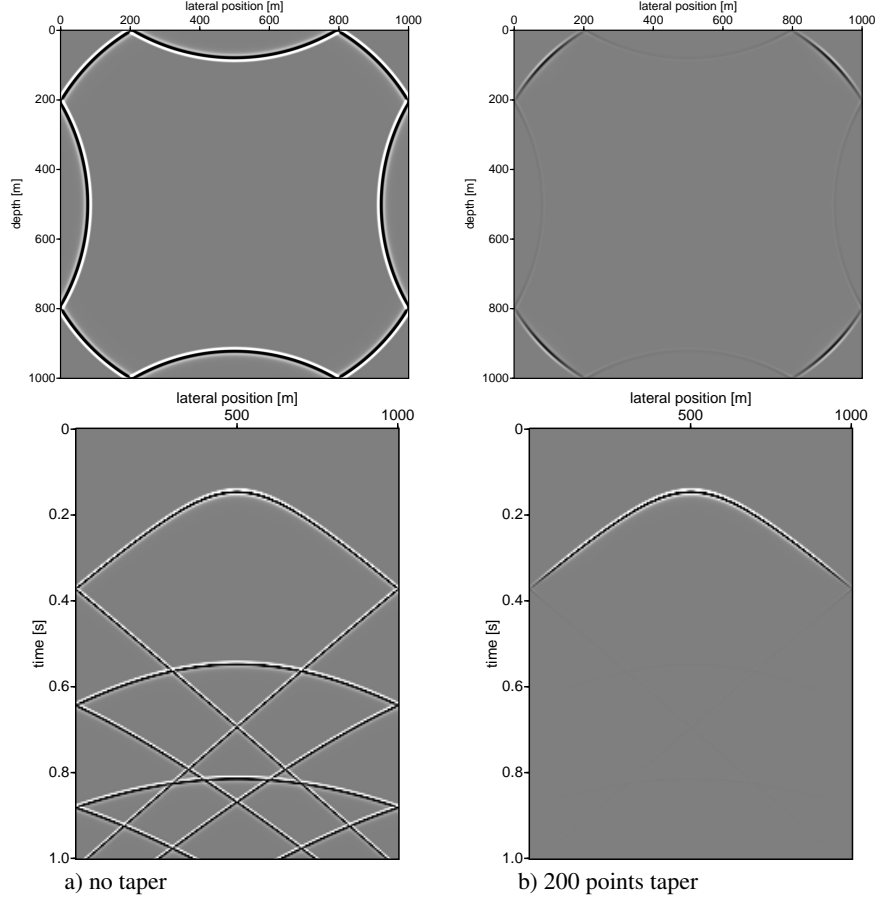 lateral position [m]
0 200 400 600 800 1000
0
200
400
600
800
1000
depth [m]
lateral position [m]
0 200 400 600 800 1000
0
200
400
600
800
1000
depth [m]
lateral position [m]
500 1000
0
0.2
0.4
0.6
0.8
1.0
time [s]
a) no taper
lateral position [m]
500 1000
0
0.2
0.4
0.6
0.8
1.0
time [s]
b) 200 points taper